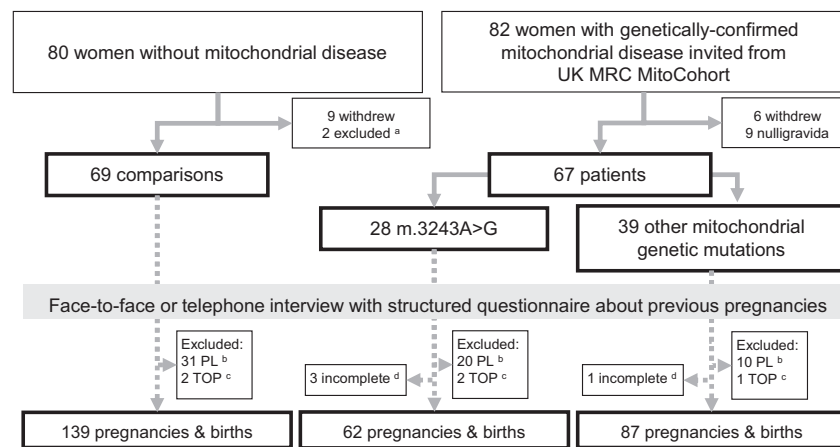 80 women without mitochondrial disease
82 women with genetically-confirmed
mitochondrial disease invited from
UK MRC MitoCohort
9 withdrew
2 excluded ᵃ
6 withdrew
9 nulligravida
69 comparisons
67 patients
28 m.3243A>G
39 other mitochondrial
genetic mutations
Face-to-face or telephone interview with structured questionnaire about previous pregnancies
Excluded:
31 PL ᵇ
2 TOP ᶜ
3 incomplete ᵈ
Excluded:
20 PL ᵇ
2 TOP ᶜ
1 incomplete ᵈ
Excluded:
10 PL ᵇ
1 TOP ᶜ
139 pregnancies & births
62 pregnancies & births
87 pregnancies & births